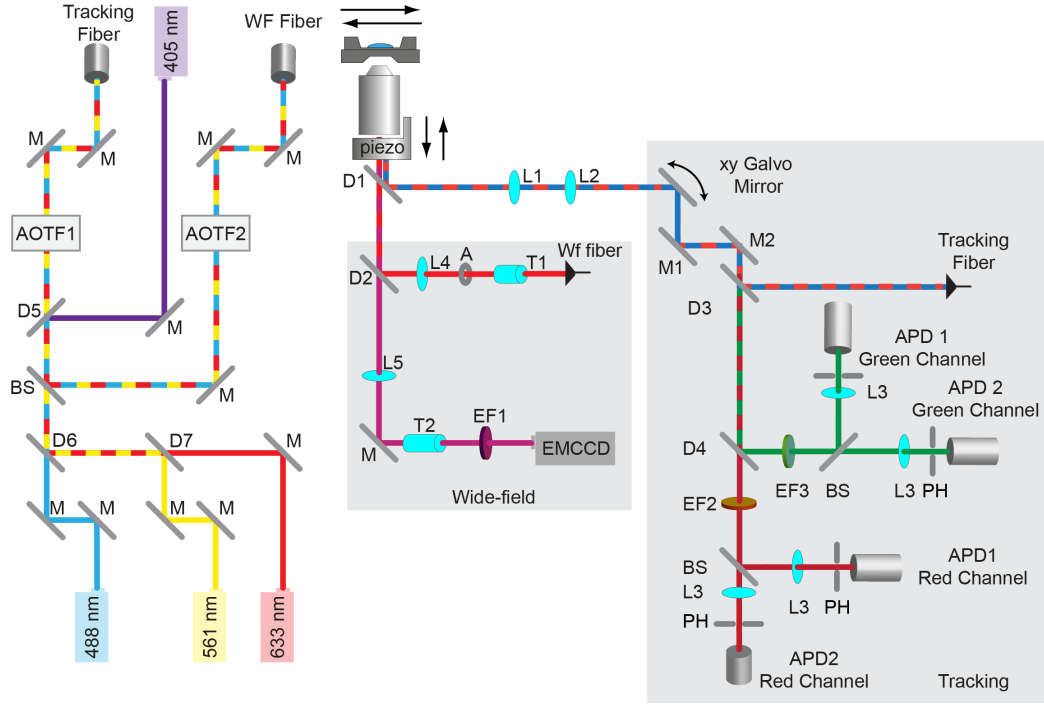 Tracking
Fiber
405 nm
WF Fiber
M
M
M
M
AOTF1
AOTF2
D5
M
BS
M
D6
D7
M
M
M
M
M
488 nm
561 nm
633 nm
piezo
D1
L1
L2
D2
L4
A
T1
Wf fiber
L5
M
T2
EF1
EMCCD
Wide-field
xy Galvo
Mirror
M1
M2
Tracking
Fiber
D3
APD 1
Green Channel
L3
APD 2
Green Channel
D4
EF3
BS
L3
PH
EF2
BS
L3
PH
APD1
Red Channel
L3
PH
APD2
Red Channel
Tracking